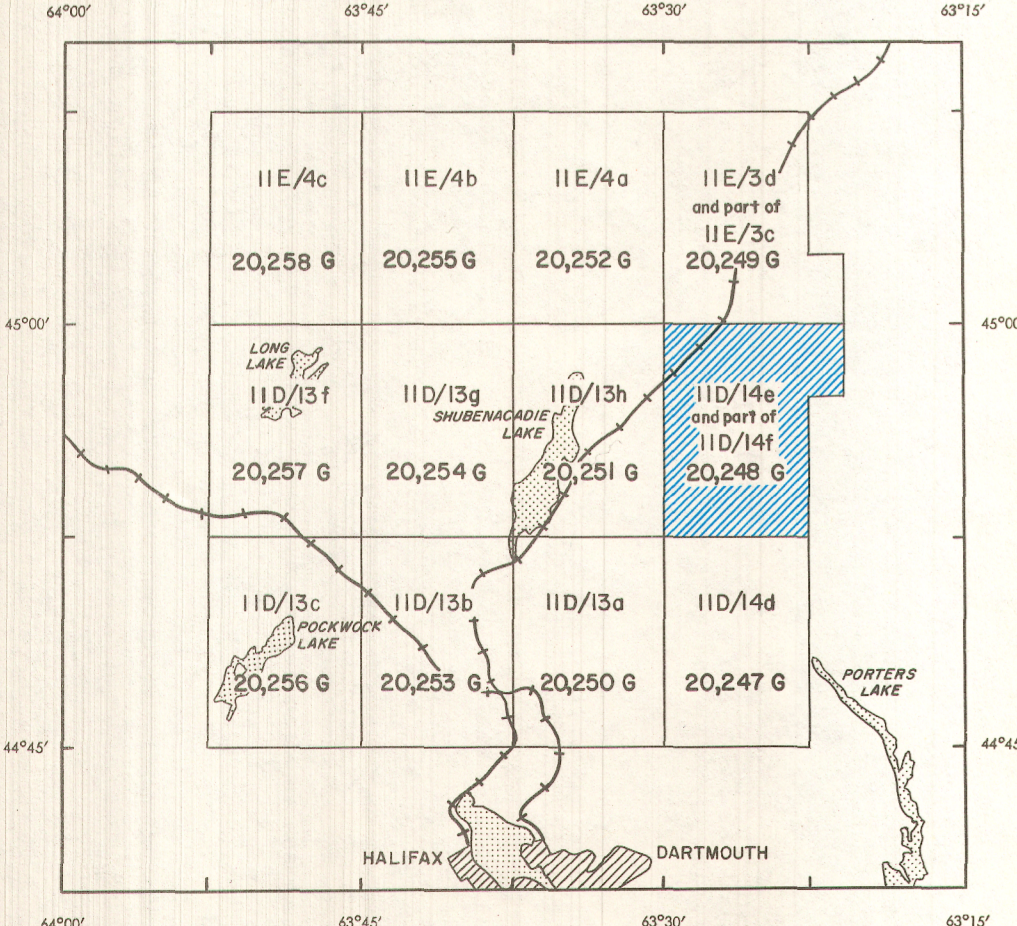 64°00′ 63°45′ 63°30′ 63°15′
11E/4c 11E/4b 11E/4a 11E/3d
and part of
11E/3c
20,258 G 20,255 G 20,252 G 20,249 G
45°00′ 45°00
LONG
LAKE
11D/13f 11D/13g 11D/13h 11D/14e
SHUBENACADIE
LAKE
and part of
11D/14f
20,257 G 20,254 G 20,251 G 20,248 G
11D/13c 11D/13b 11D/13a 11D/14d
POCKWOCK
LAKE
20,256 G 20,253 G 20,250 G 20,247 G
PORTERS
LAKE
44°45′ 44°45
HALIFAX DARTMOUTH
64°00′ 63°45′ 63°30′ 63°15′